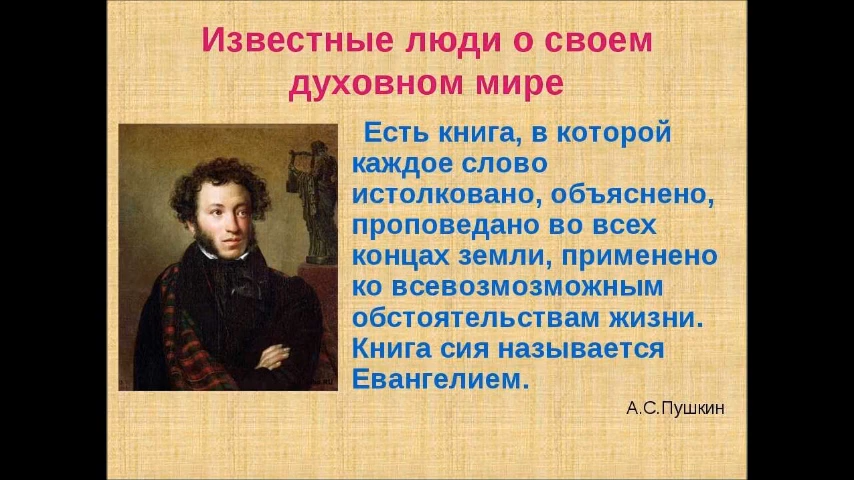 Известные люди о своем
духовном мире
Есть книга, в которой
каждое слово
истолковано, объяснено,
проповедано во всех
концах земли, применено
ко всевозмозможным
обстоятельствам жизни.
Книга сия называется
Евангелием.
А.С.Пушкин